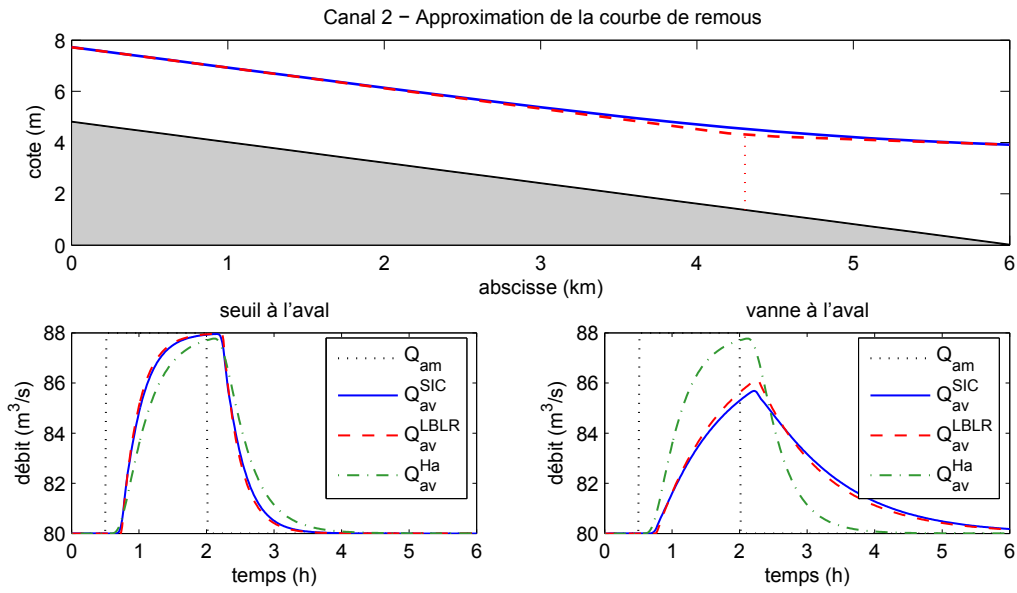 Canal 2 − Approximation de la courbe de remous
cote (m)
8
6
4
2
0
0 1 2 3 4 5 6
abscisse (km)
seuil à l'aval
débit (m³/s)
88
86
84
82
80
0 1 2 3 4 5 6
temps (h)
Q_am
Q_av^SIC
Q_av^LBLR
Q_av^Ha
vanne à l'aval
débit (m³/s)
88
86
84
82
80
0 1 2 3 4 5 6
temps (h)
Q_am
Q_av^SIC
Q_av^LBLR
Q_av^Ha